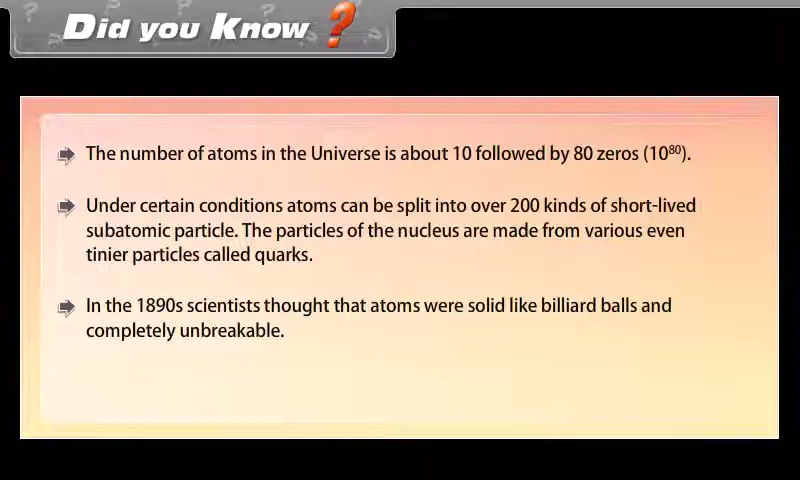 Did you Know ?
The number of atoms in the Universe is about 10 followed by 80 zeros (10⁸⁰).
Under certain conditions atoms can be split into over 200 kinds of short-lived
subatomic particle. The particles of the nucleus are made from various even
tinier particles called quarks.
In the 1890s scientists thought that atoms were solid like billiard balls and
completely unbreakable.